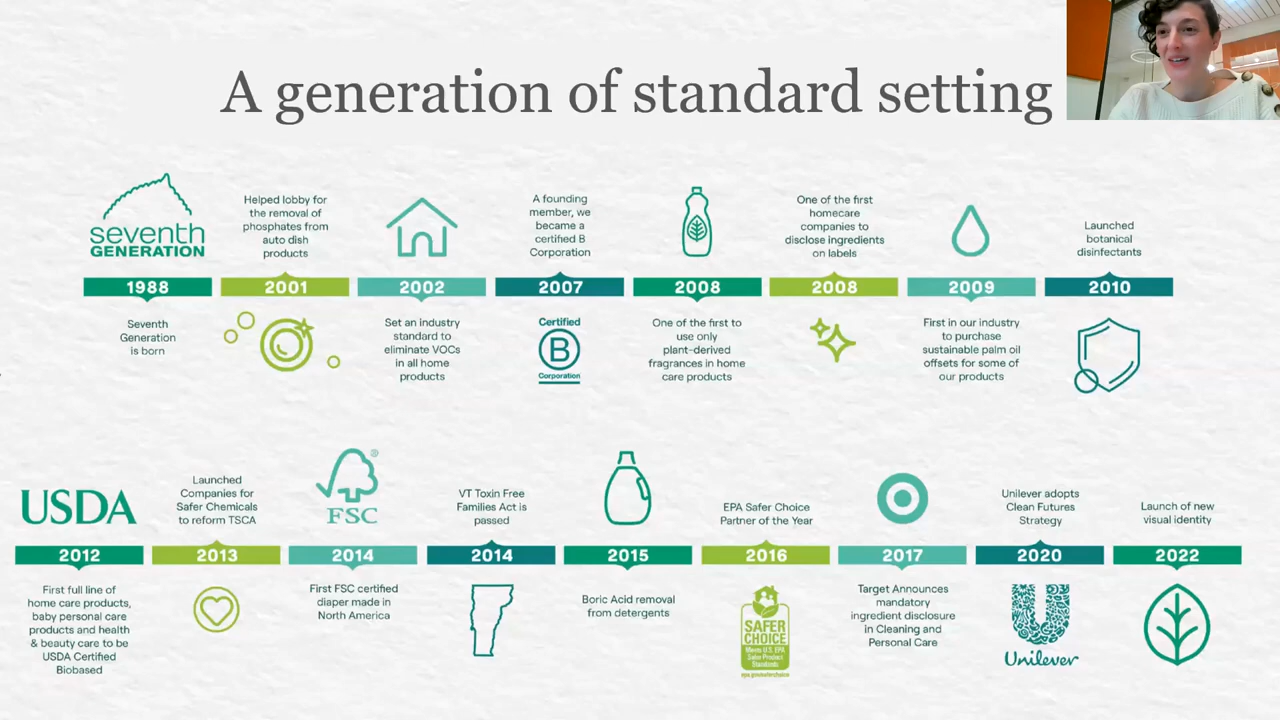 A generation of standard setting
seventh
GENERATION
1988
Seventh
Generation
is born
Helped lobby for
the removal of
phosphates from
auto dish
products
2001
2002
Set an industry
standard to
eliminate VOCs
in all home
products
A founding
member, we
became a
certified B
Corporation
2007
Certified
B
Corporation
2008
One of the first to
use only
plant-derived
fragrances in home
care products
One of the first
homecare
companies to
disclose ingredients
on labels
2008
2009
First in our industry
to purchase
sustainable palm oil
offsets for some of
our products
Launched
botanical
disinfectants
2010
USDA
2012
First full line of
home care products,
baby personal care
products and health
& beauty care to be
USDA Certified
Biobased
Launched
Companies for
Safer Chemicals
to reform TSCA
2013
®
FSC
2014
First FSC certified
diaper made in
North America
VT Toxin Free
Families Act is
passed
2014
2015
Boric Acid removal
from detergents
EPA Safer Choice
Partner of the Year
2016
SAFER
CHOICE
Meets U.S. EPA
Safer Product
Standards
epa.gov/saferchoice
2017
Target Announces
mandatory
ingredient disclosure
in Cleaning and
Personal Care
Unilever adopts
Clean Futures
Strategy
2020
Unilever
Launch of new
visual identity
2022